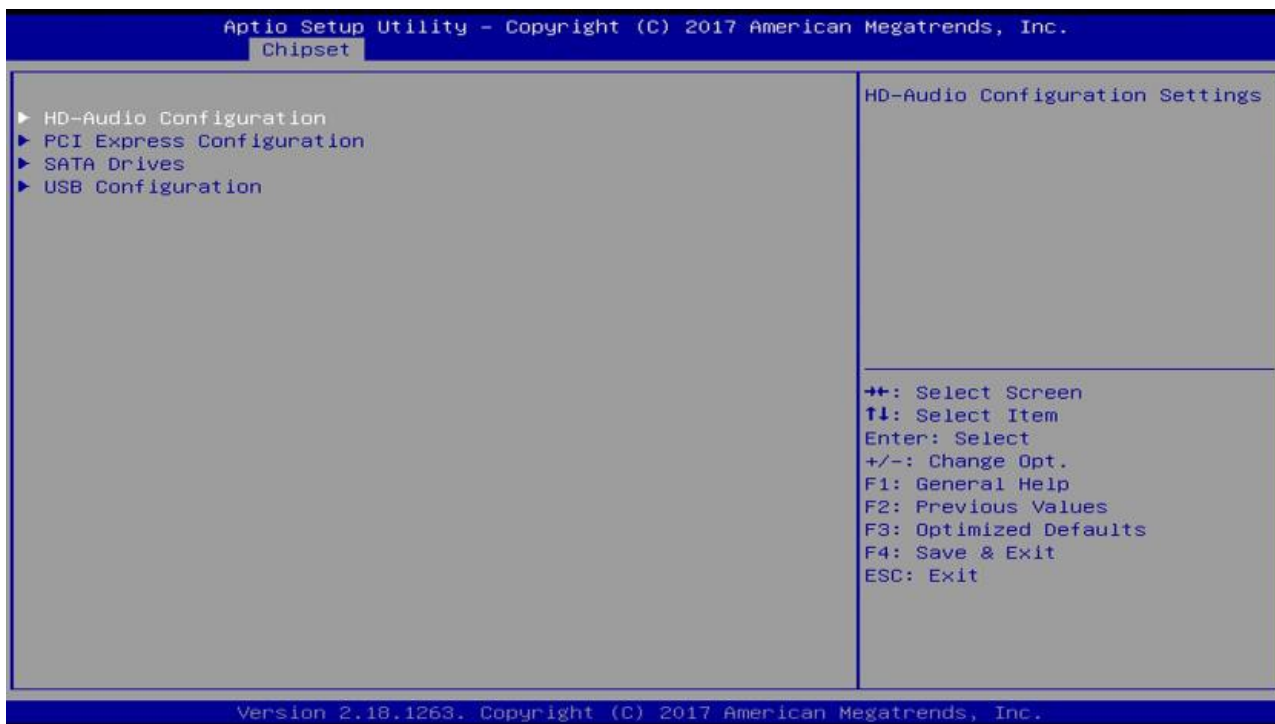 Aptio Setup Utility – Copyright (C) 2017 American Megatrends, Inc.
Chipset
► HD-Audio Configuration
► PCI Express Configuration
► SATA Drives
► USB Configuration
HD-Audio Configuration Settings
→←: Select Screen
↑↓: Select Item
Enter: Select
+/-: Change Opt.
F1: General Help
F2: Previous Values
F3: Optimized Defaults
F4: Save & Exit
ESC: Exit
Version 2.18.1263. Copyright (C) 2017 American Megatrends, Inc.